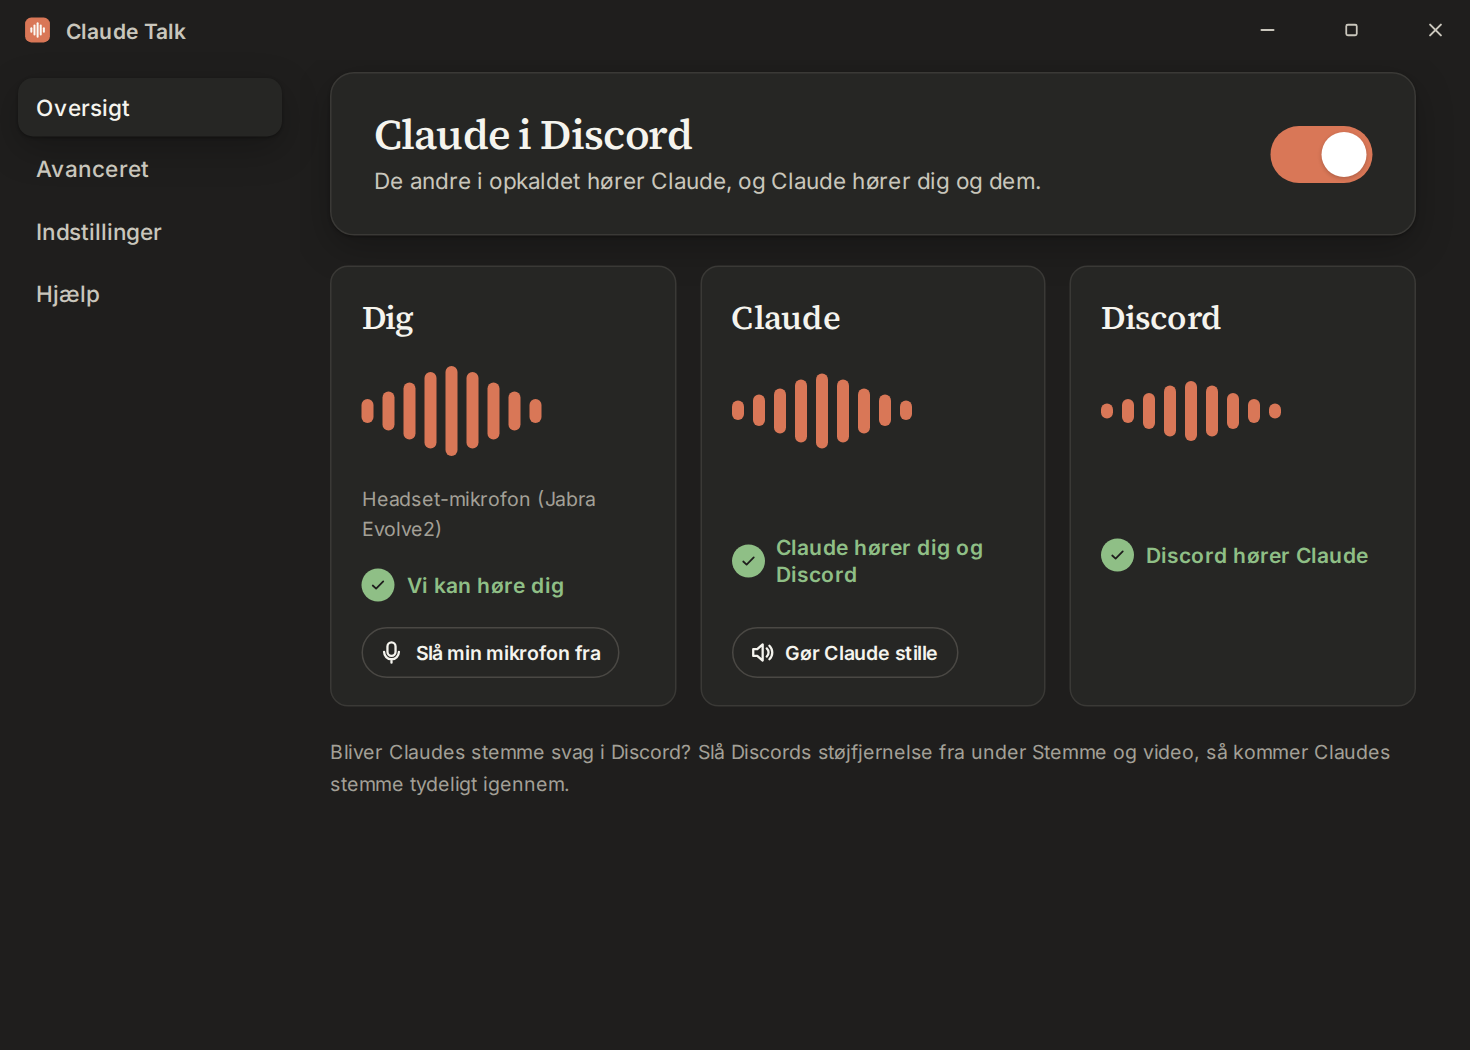 Claude Talk
Oversigt
Avanceret
Indstillinger
Hjælp
Claude i Discord
De andre i opkaldet hører Claude, og Claude hører dig og dem.
Dig
Headset-mikrofon (Jabra
Evolve2)
Vi kan høre dig
Slå min mikrofon fra
Claude
Claude hører dig og
Discord
Gør Claude stille
Discord
Discord hører Claude
Bliver Claudes stemme svag i Discord? Slå Discords støjfjernelse fra under Stemme og video, så kommer Claudes
stemme tydeligt igennem.